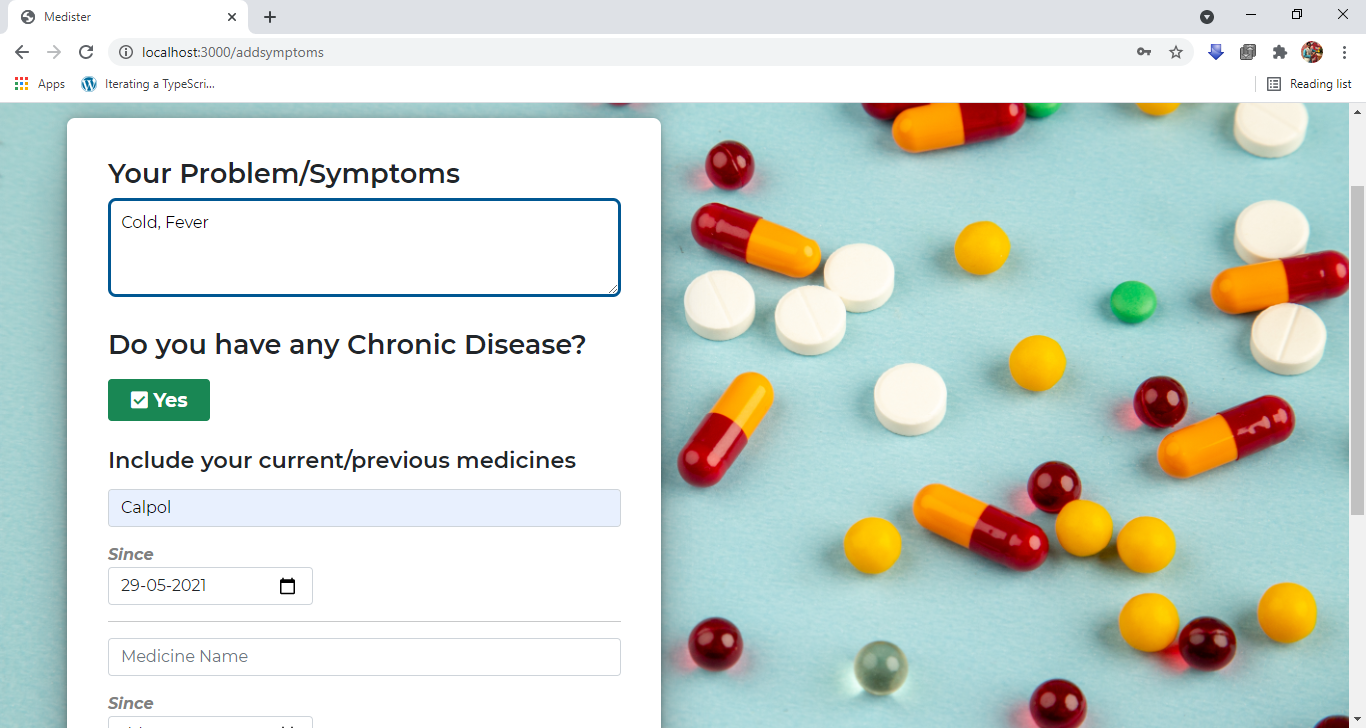 Medister
localhost:3000/addsymptoms
Apps
Iterating a TypeScri...
Reading list
Your Problem/Symptoms
Cold, Fever
Do you have any Chronic Disease?
Yes
Include your current/previous medicines
Calpol
Since
29-05-2021
Medicine Name
Since